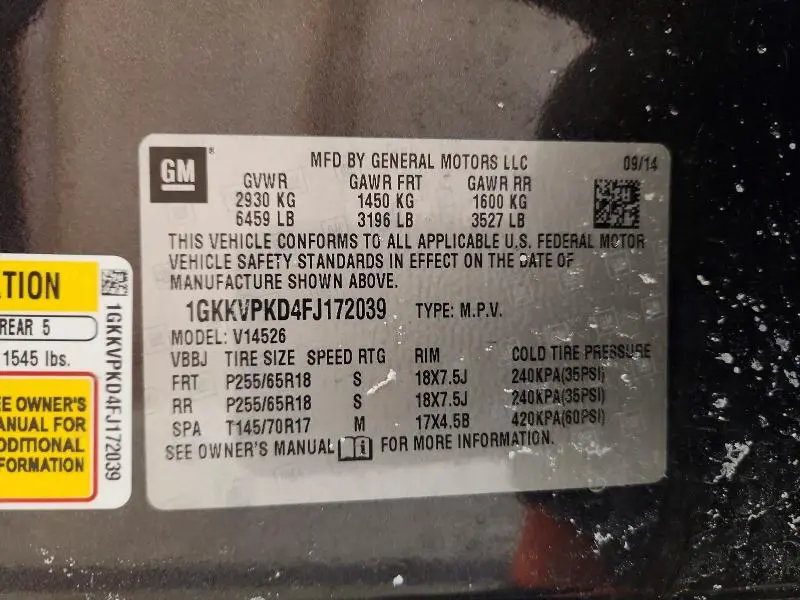 GM
MFD BY GENERAL MOTORS LLC 09/14
GVWR GAWR FRT GAWR RR
2930 KG 1450 KG 1600 KG
6459 LB 3196 LB 3527 LB
THIS VEHICLE CONFORMS TO ALL APPLICABLE U.S. FEDERAL MOTOR
VEHICLE SAFETY STANDARDS IN EFFECT ON THE DATE OF
MANUFACTURE SHOWN ABOVE.
1GKKVPKD4FJ172039 TYPE: M.P.V.
MODEL: V14526
VBBJ TIRE SIZE SPEED RTG RIM COLD TIRE PRESSURE
FRT P255/65R18 S 18X7.5J 240KPA(35PSI)
RR P255/65R18 S 18X7.5J 240KPA(35PSI)
SPA T145/70R17 M 17X4.5B 420KPA(60PSI)
SEE OWNER'S MANUAL FOR MORE INFORMATION.
TION
REAR 5
1545 lbs.
EE OWNER'S
ANUAL FOR
DDITIONAL
FORMATION
1GKKVPKD4FJ172039